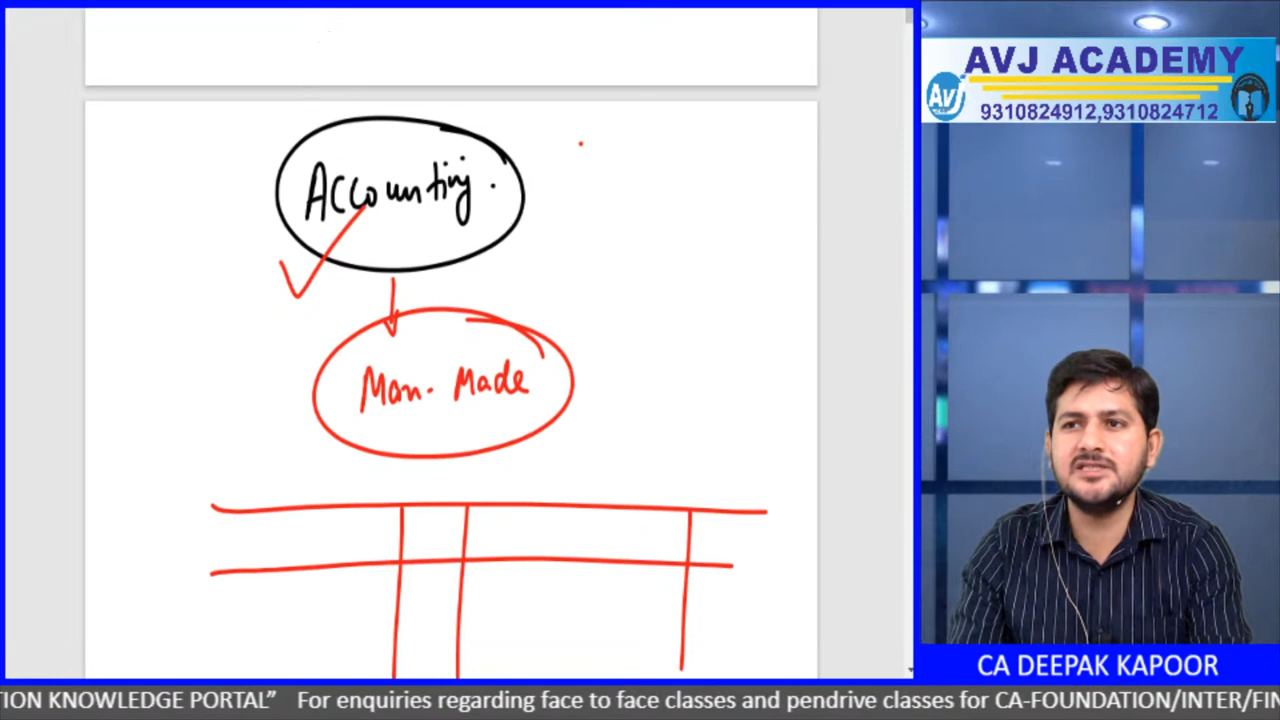 Accounting.
Man. Made
AVJ ACADEMY
AV
9310824912,9310824712
CA DEEPAK KAPOOR
TION KNOWLEDGE PORTAL” For enquiries regarding face to face classes and pendrive classes for CA-FOUNDATION/INTER/FIN